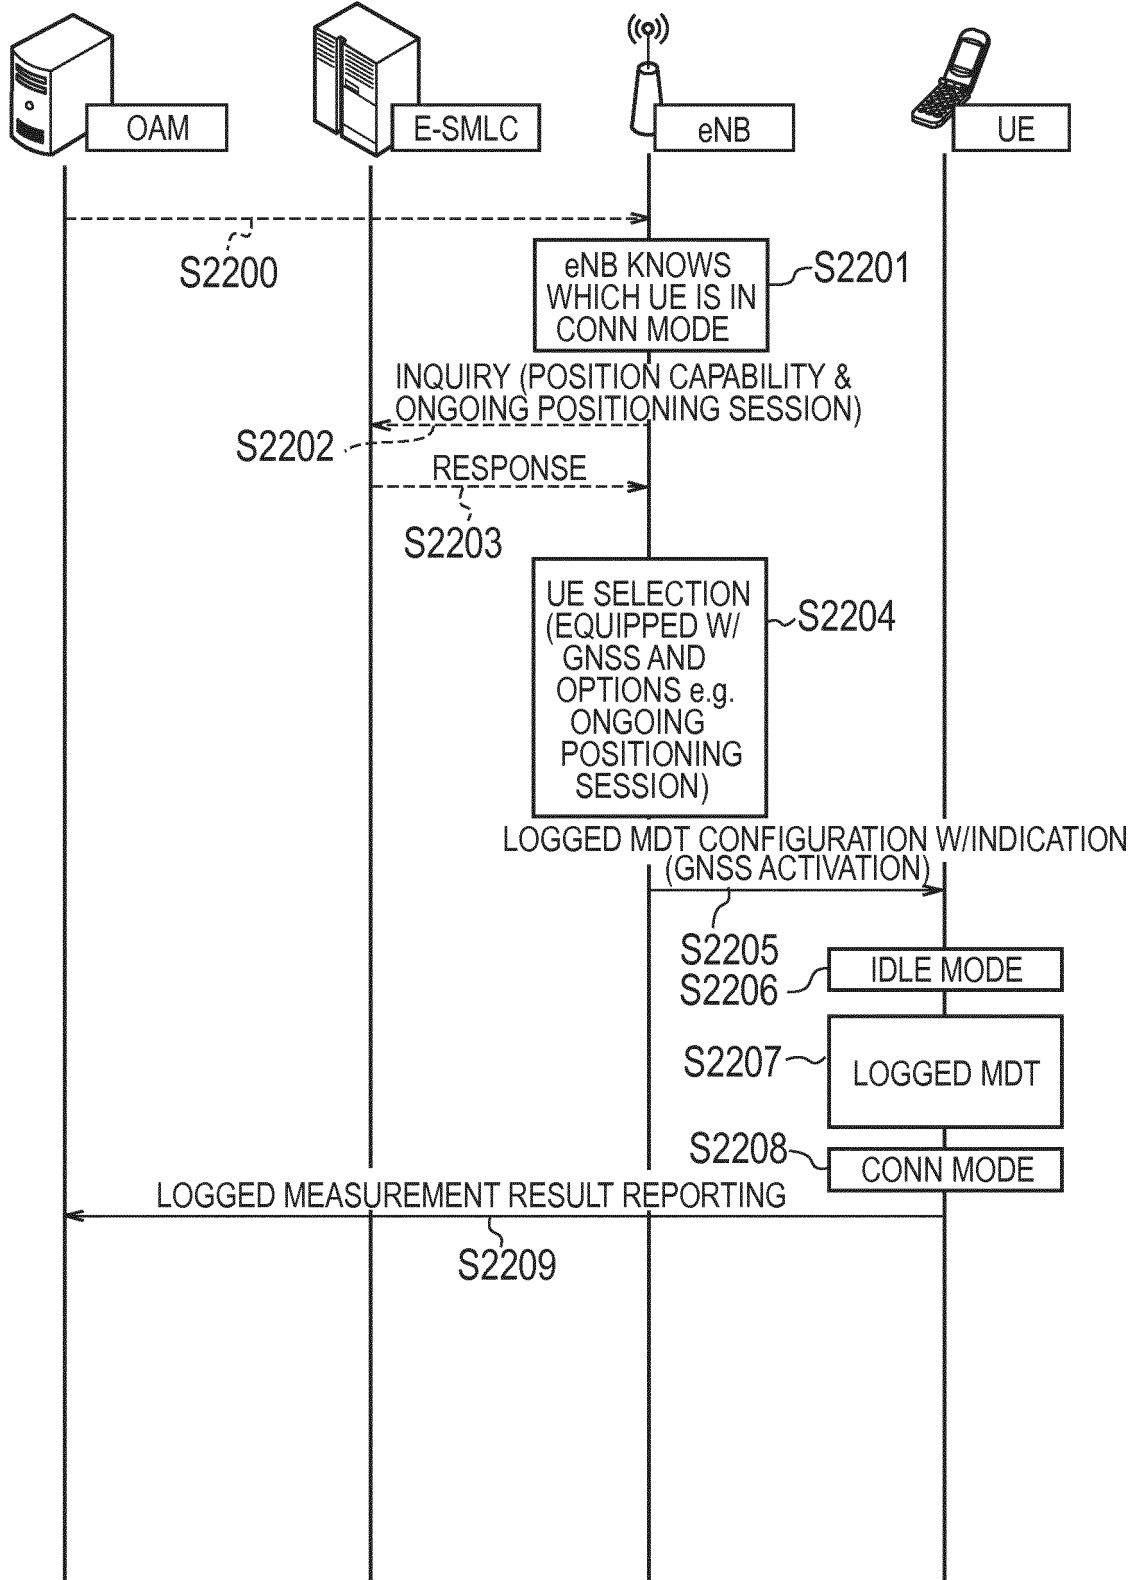 OAM
E-SMLC
eNB
UE
S2200
eNB KNOWS
WHICH UE IS IN
CONN MODE
S2201
INQUIRY (POSITION CAPABILITY &
ONGOING POSITIONING SESSION)
S2202
RESPONSE
S2203
UE SELECTION
(EQUIPPED W/
GNSS AND
OPTIONS e.g.
ONGOING
POSITIONING
SESSION)
S2204
LOGGED MDT CONFIGURATION W/INDICATION
(GNSS ACTIVATION)
S2205
S2206
IDLE MODE
S2207
LOGGED MDT
S2208
CONN MODE
LOGGED MEASUREMENT RESULT REPORTING
S2209